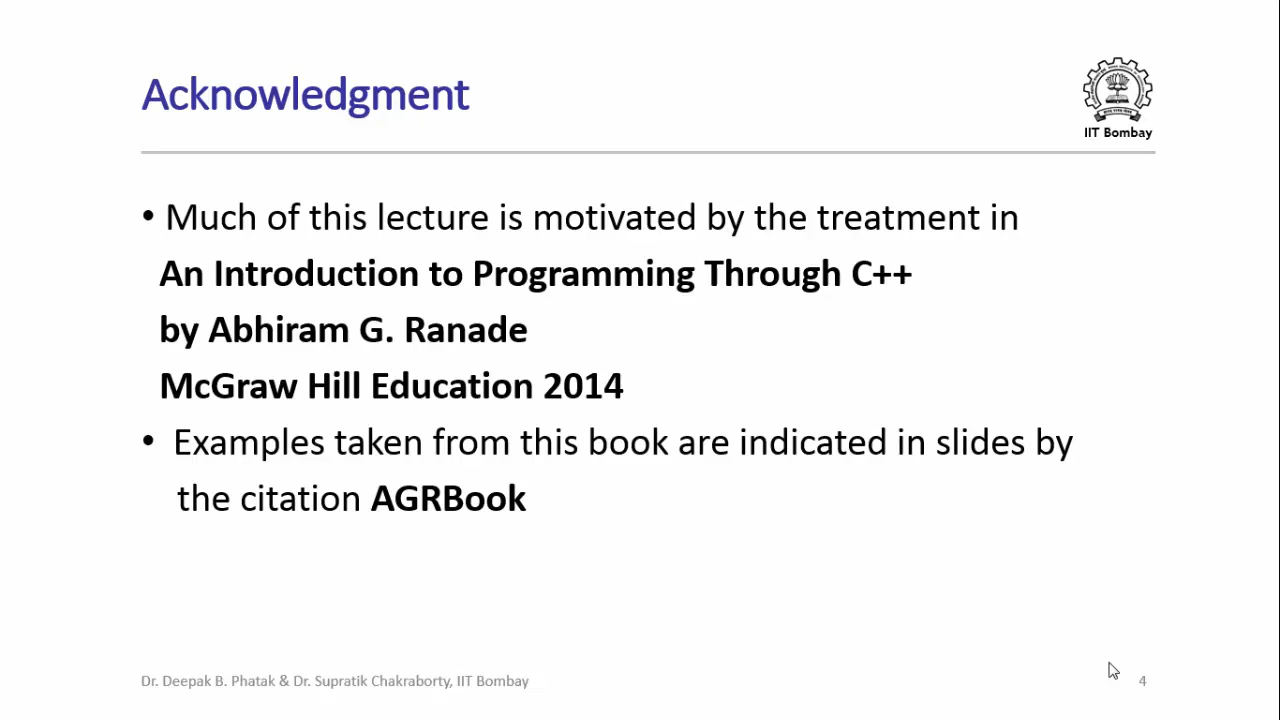 Acknowledgment
IIT Bombay
• Much of this lecture is motivated by the treatment in
An Introduction to Programming Through C++
by Abhiram G. Ranade
McGraw Hill Education 2014
• Examples taken from this book are indicated in slides by
the citation AGRBook
Dr. Deepak B. Phatak & Dr. Supratik Chakraborty, IIT Bombay
4